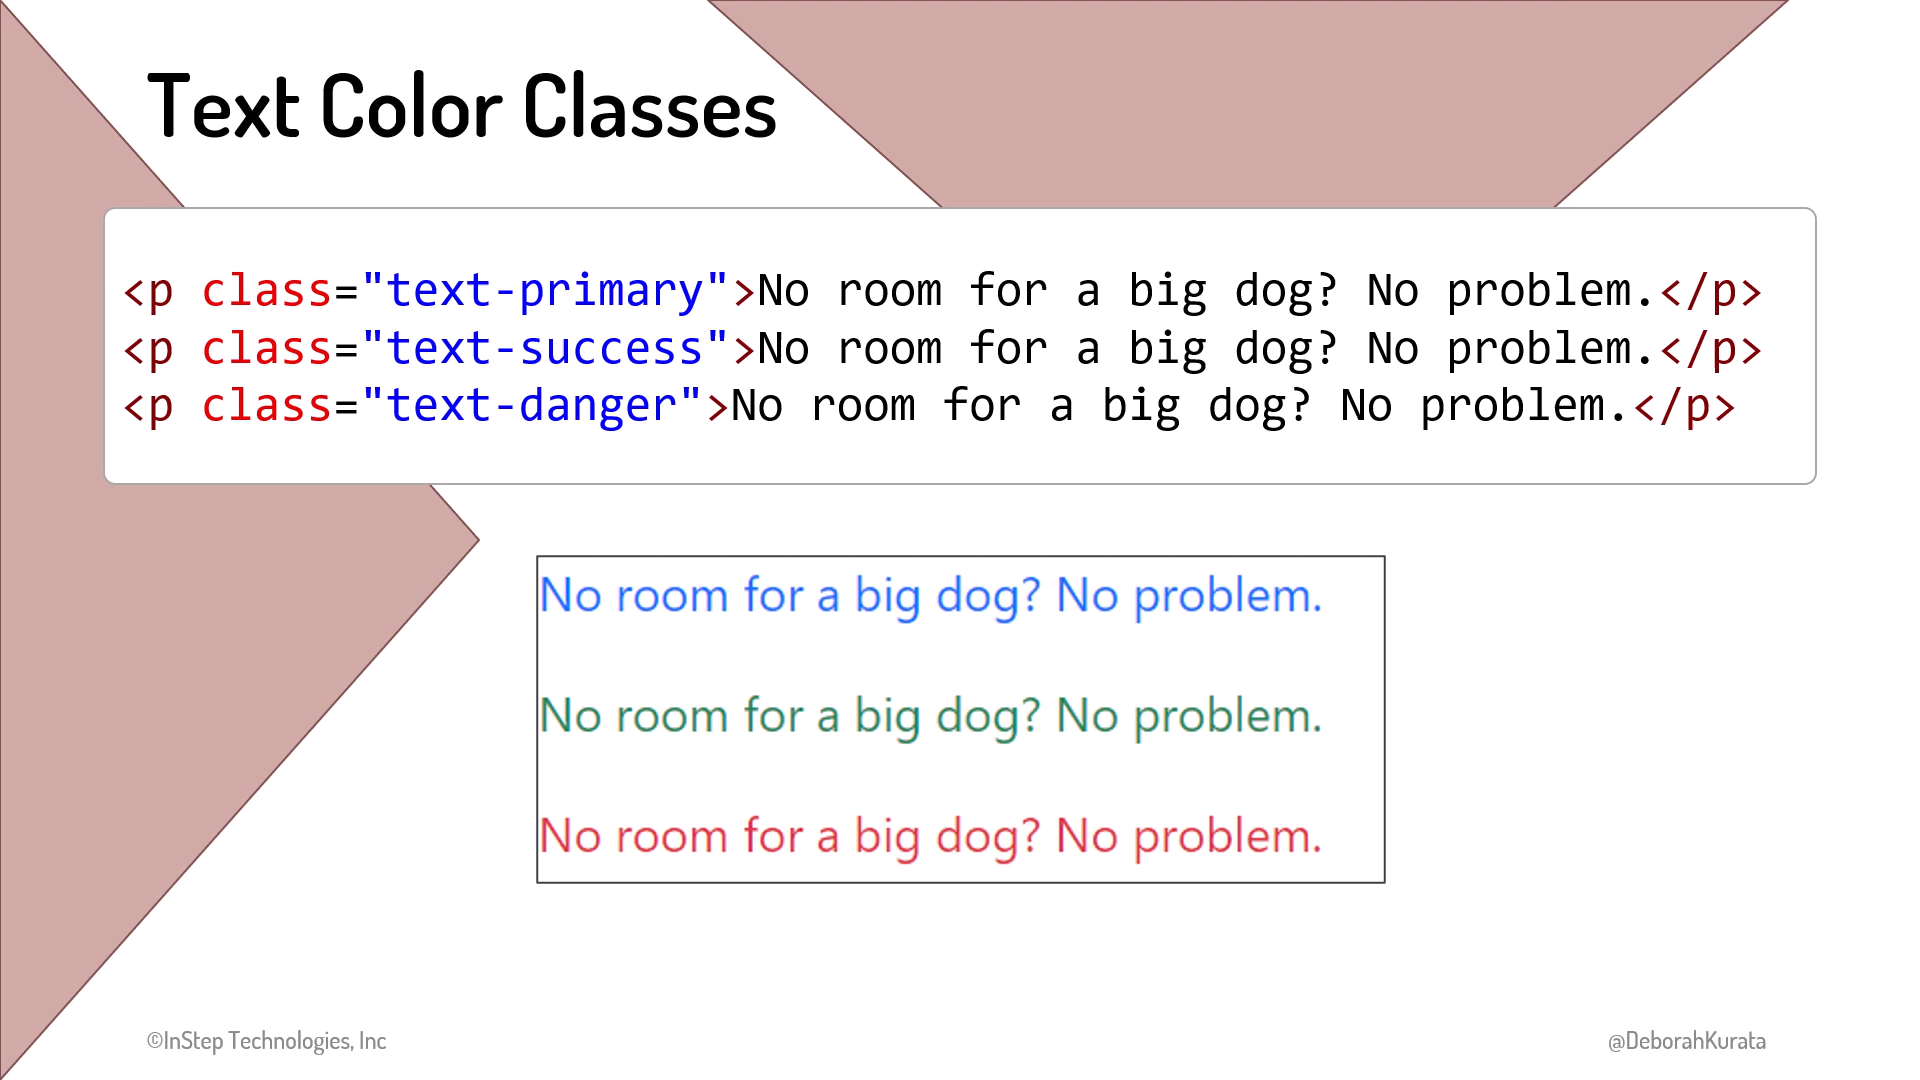 Text Color Classes
<p class="text-primary">No room for a big dog? No problem.</p>
<p class="text-success">No room for a big dog? No problem.</p>
<p class="text-danger">No room for a big dog? No problem.</p>
No room for a big dog? No problem.
No room for a big dog? No problem.
No room for a big dog? No problem.
©InStep Technologies, Inc
@DeborahKurata